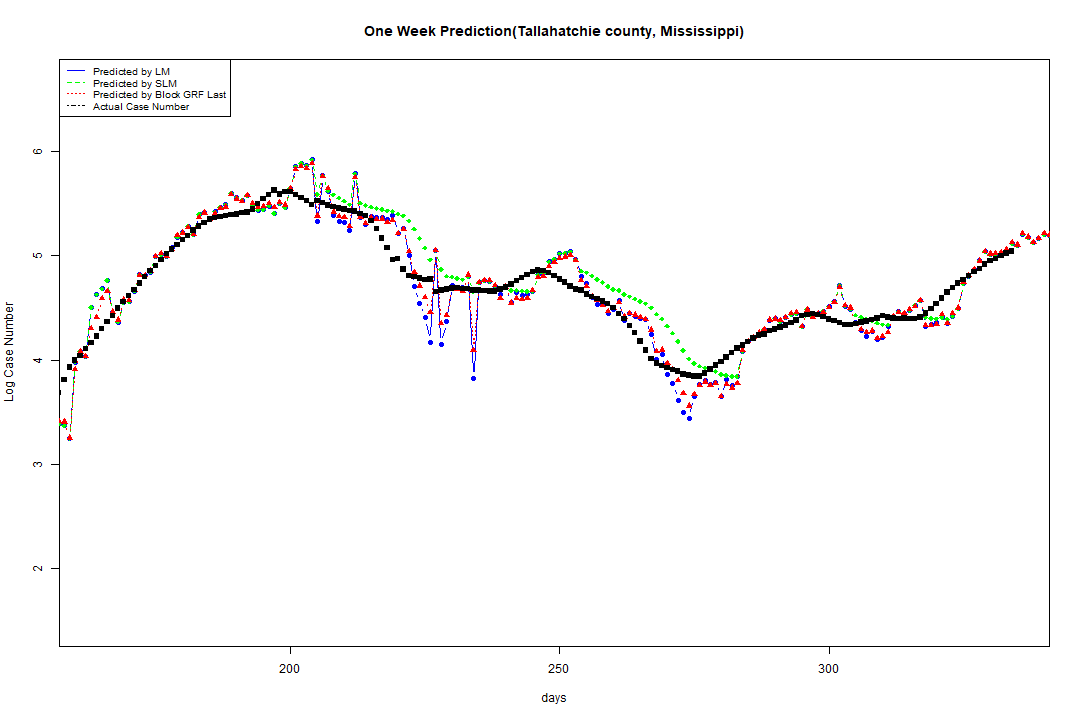 One Week Prediction(Tallahatchie county, Mississippi)
Predicted by LM
Predicted by SLM
Predicted by Block GRF Last
Actual Case Number
6
5
4
3
2
Log Case Number
200
250
300
days